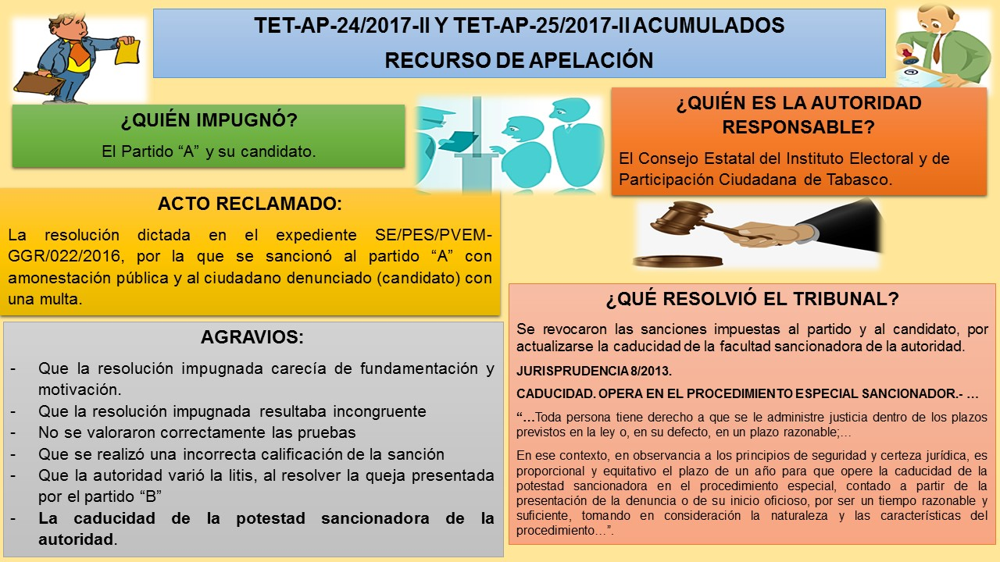 TET-AP-24/2017-II Y TET-AP-25/2017-II ACUMULADOS
RECURSO DE APELACIÓN
¿QUIÉN IMPUGNÓ?
El Partido “A” y su candidato.
¿QUIÉN ES LA AUTORIDAD
RESPONSABLE?
El Consejo Estatal del Instituto Electoral y de
Participación Ciudadana de Tabasco.
ACTO RECLAMADO:
La resolución dictada en el expediente SE/PES/PVEM-
GGR/022/2016, por la que se sancionó al partido “A” con
amonestación pública y al ciudadano denunciado (candidato) con
una multa.
AGRAVIOS:
- Que la resolución impugnada carecía de fundamentación y
motivación.
- Que la resolución impugnada resultaba incongruente
- No se valoraron correctamente las pruebas
- Que se realizó una incorrecta calificación de la sanción
- Que la autoridad varió la litis, al resolver la queja presentada
por el partido “B”
- La caducidad de la potestad sancionadora de la
autoridad.
¿QUÉ RESOLVIÓ EL TRIBUNAL?
Se revocaron las sanciones impuestas al partido y al candidato, por
actualizarse la caducidad de la facultad sancionadora de la autoridad.
JURISPRUDENCIA 8/2013.
CADUCIDAD. OPERA EN EL PROCEDIMIENTO ESPECIAL SANCIONADOR.- …
“…Toda persona tiene derecho a que se le administre justicia dentro de los plazos
previstos en la ley o, en su defecto, en un plazo razonable;…
En ese contexto, en observancia a los principios de seguridad y certeza jurídica, es
proporcional y equitativo el plazo de un año para que opere la caducidad de la
potestad sancionadora en el procedimiento especial, contado a partir de la
presentación de la denuncia o de su inicio oficioso, por ser un tiempo razonable y
suficiente, tomando en consideración la naturaleza y las características del
procedimiento…”.